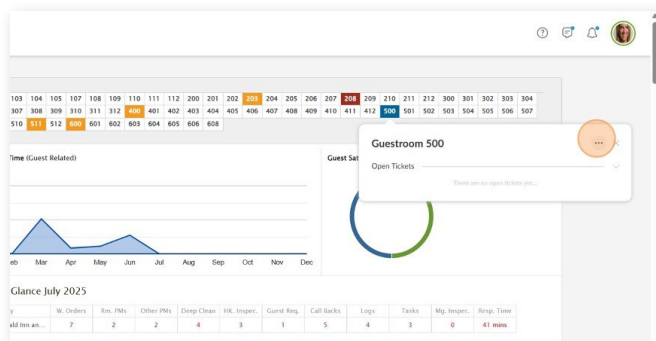 103 104 105 107 108 109 110 111 112 200 201 202 203 204 205 206 207 208 209 210 211 212 300 301 302 303 304
307 308 309 310 311 312 400 401 402 403 404 405 406 407 408 409 410 411 412 500 501 502 503 504 505 506 507
510 511 512 600 601 602 603 604 605 606 608
Guestroom 500
Time (Guest Related)
Guest Sat
Open Tickets
There are no open tickets yet...
eb Mar Apr May Jun Jul Aug Sep Oct Nov Dec
Glance July 2025
y W. Orders Rm. PMs Other PMs Deep Clean HK. Inspec. Guest Req. Call Backs Logs Tasks Mg. Inspec. Resp. Time
ald Inn an... 7 2 2 4 3 1 5 4 3 0 41 mins